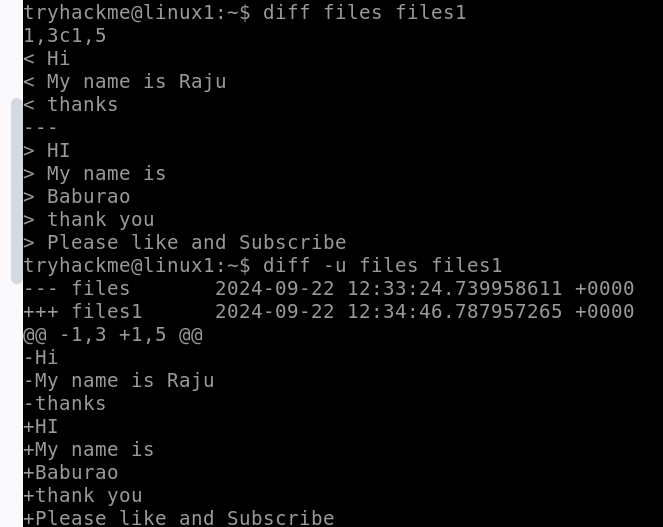 tryhackme@linux1:~$ diff files files1
1,3c1,5
< Hi
< My name is Raju
< thanks
---
> HI
> My name is
> Baburao
> thank you
> Please like and Subscribe
tryhackme@linux1:~$ diff -u files files1
--- files       2024-09-22 12:33:24.739958611 +0000
+++ files1      2024-09-22 12:34:46.787957265 +0000
@@ -1,3 +1,5 @@
-Hi
-My name is Raju
-thanks
+HI
+My name is
+Baburao
+thank you
+Please like and Subscribe